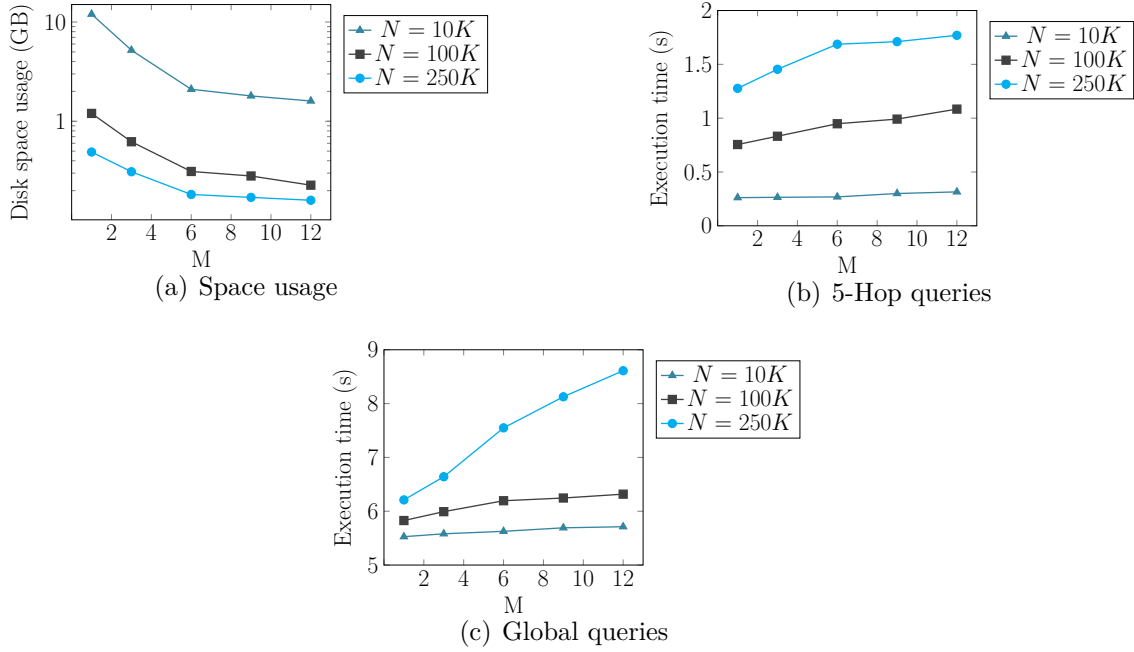 Disk space usage (GB)
10
1
2 4 6 8 10 12
M
N = 10K
N = 100K
N = 250K
(a) Space usage
Execution time (s)
2
1.5
1
0.5
0
2 4 6 8 10 12
M
N = 10K
N = 100K
N = 250K
(b) 5-Hop queries
Execution time (s)
9
8
7
6
5
2 4 6 8 10 12
M
N = 10K
N = 100K
N = 250K
(c) Global queries